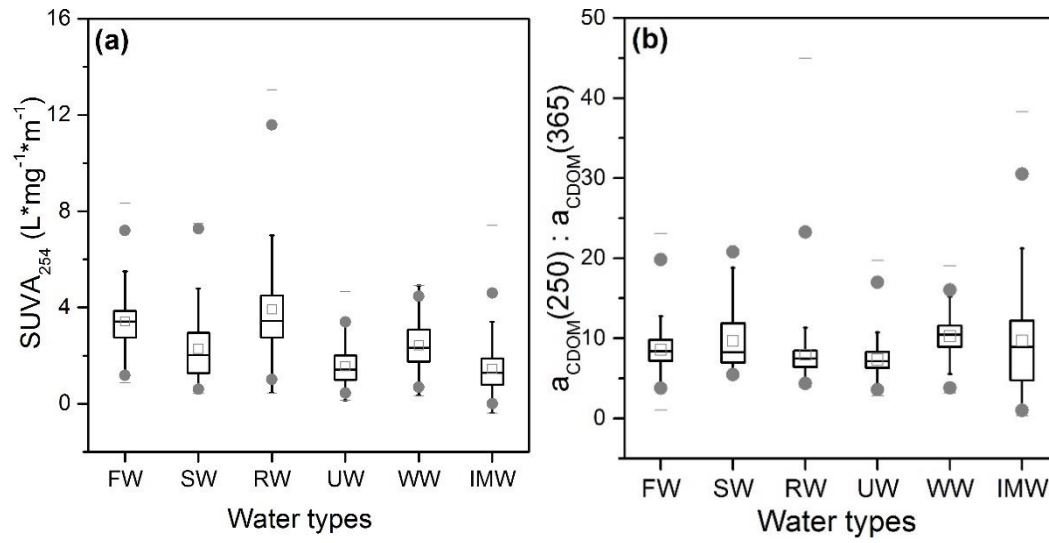 (a)
SUVA254 (L*mg-1*m-1)
16
12
8
4
0
FW SW RW UW WW IMW
Water types
(b)
aCDOM(250) : aCDOM(365)
50
40
30
20
10
0
FW SW RW UW WW IMW
Water types